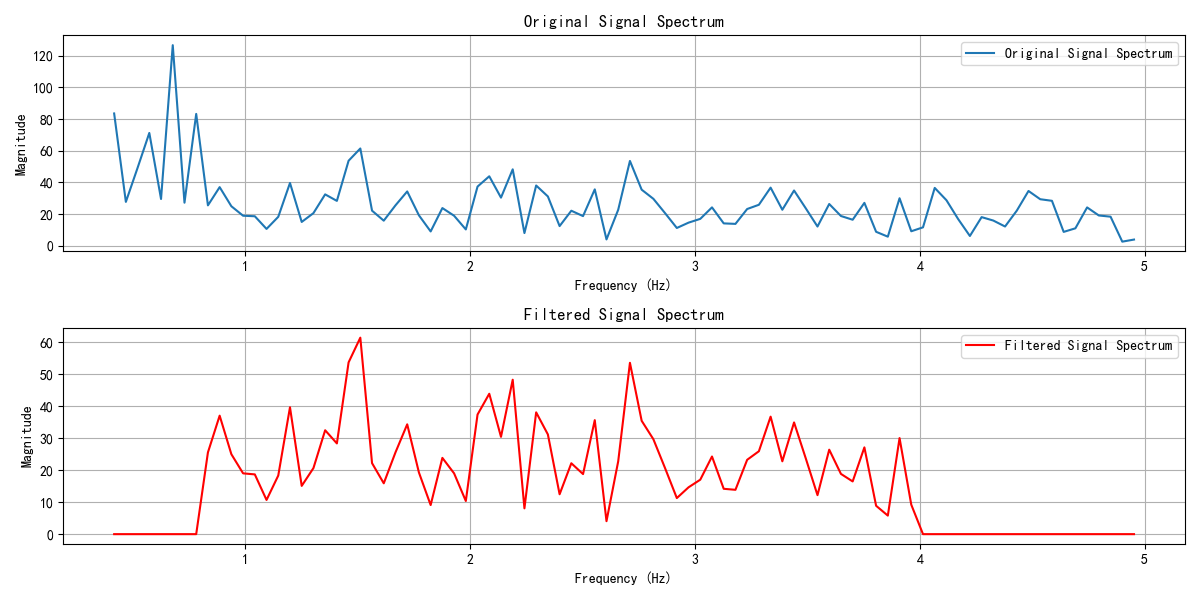 Original Signal Spectrum
Original Signal Spectrum
Magnitude
120
100
80
60
40
20
0
1 2 3 4 5
Frequency (Hz)
Filtered Signal Spectrum
Filtered Signal Spectrum
Magnitude
60
50
40
30
20
10
0
1 2 3 4 5
Frequency (Hz)